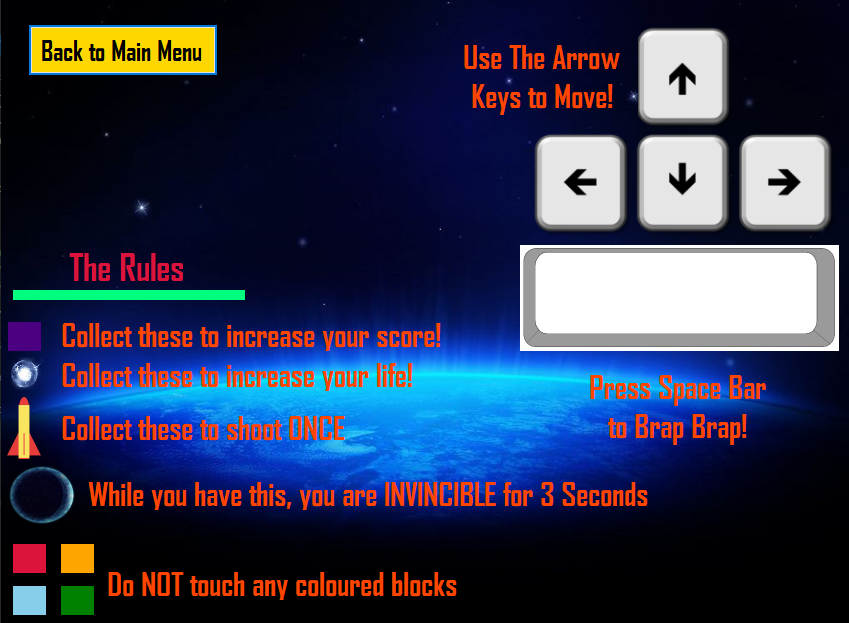 Back to Main Menu
Use The Arrow
Keys to Move!
The Rules
Collect these to increase your score!
Collect these to increase your life!
Collect these to shoot ONCE
Press Space Bar
to Brap Brap!
While you have this, you are INVINCIBLE for 3 Seconds
Do NOT touch any coloured blocks